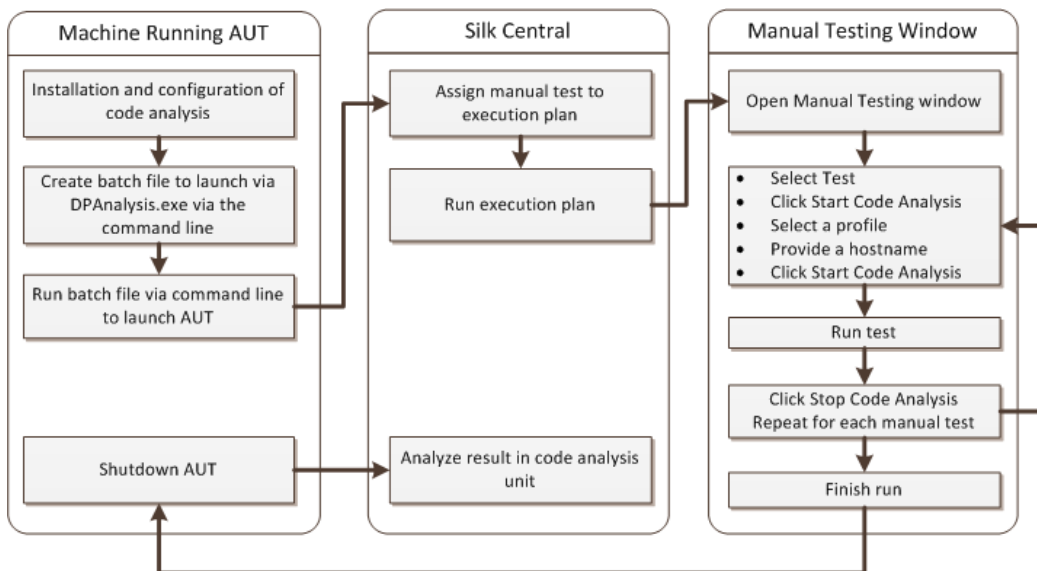 Machine Running AUT
Installation and configuration of
code analysis
Create batch file to launch via
DPAnalysis.exe via the
command line
Run batch file via command line
to launch AUT
Shutdown AUT
Silk Central
Assign manual test to
execution plan
Run execution plan
Analyze result in code analysis
unit
Manual Testing Window
Open Manual Testing window
• Select Test
• Click Start Code Analysis
• Select a profile
• Provide a hostname
• Click Start Code Analysis
Run test
Click Stop Code Analysis
Repeat for each manual test
Finish run